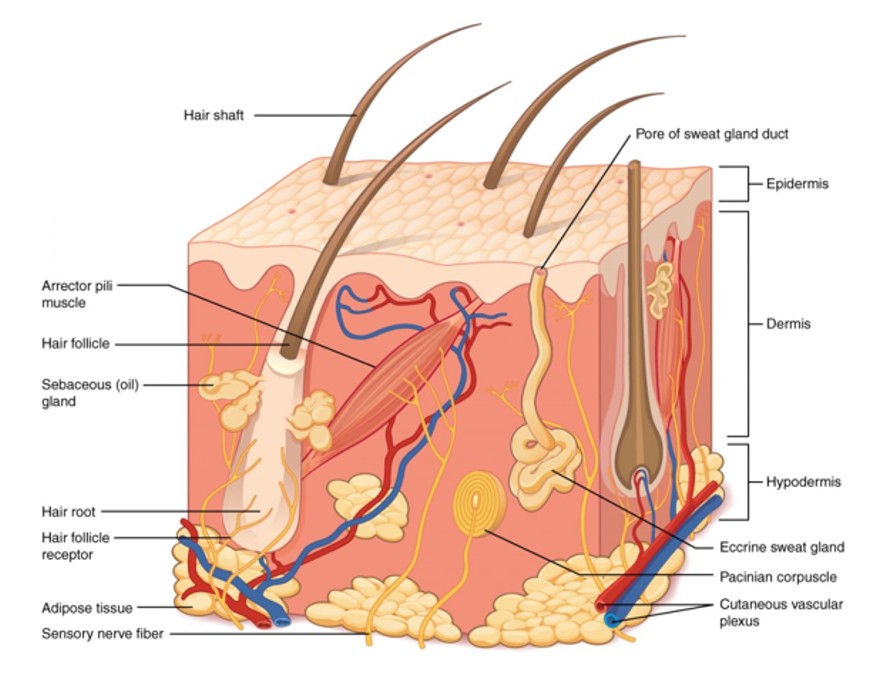 Hair shaft
Pore of sweat gland duct
Epidermis
Arrector pili
muscle
Dermis
Hair follicle
Sebaceous (oil)
gland
Hypodermis
Hair root
Hair follicle
receptor
Eccrine sweat gland
Pacinian corpuscle
Adipose tissue
Cutaneous vascular
plexus
Sensory nerve fiber